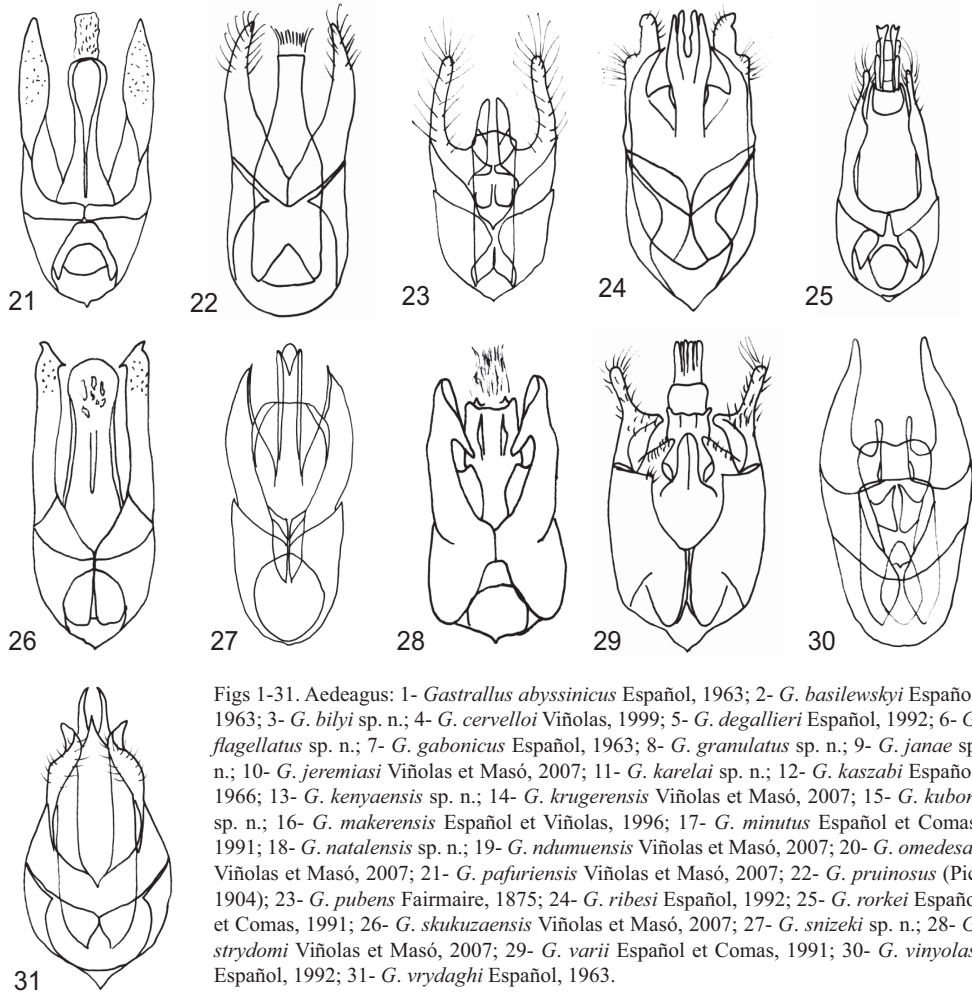 21
22
23
24
25
26
27
28
29
30
31
Figs 1-31. Aedeagus: 1- Gastrallus abyssinicus Español, 1963; 2- G. basilewskyi Español
1963; 3- G. bilyi sp. n.; 4- G. cervelloi Viñolas, 1999; 5- G. degallieri Español, 1992; 6- G
flagellatus sp. n.; 7- G. gabonicus Español, 1963; 8- G. granulatus sp. n.; 9- G. janae sp
n.; 10- G. jeremiasi Viñolas et Masó, 2007; 11- G. karelai sp. n.; 12- G. kaszabi Español
1966; 13- G. kenyaensis sp. n.; 14- G. krugerensis Viñolas et Masó, 2007; 15- G. kubon
sp. n.; 16- G. makerensis Español et Viñolas, 1996; 17- G. minutus Español et Comas
1991; 18- G. natalensis sp. n.; 19- G. ndumuensis Viñolas et Masó, 2007; 20- G. omedesa
Viñolas et Masó, 2007; 21- G. pafuriensis Viñolas et Masó, 2007; 22- G. pruinosus (Pic
1904); 23- G. pubens Fairmaire, 1875; 24- G. ribesi Español, 1992; 25- G. rorkei Español
et Comas, 1991; 26- G. skukuzaensis Viñolas et Masó, 2007; 27- G. snizeki sp. n.; 28- G
strydomi Viñolas et Masó, 2007; 29- G. varii Español et Comas, 1991; 30- G. vinyolas
Español, 1992; 31- G. vrydaghi Español, 1963.